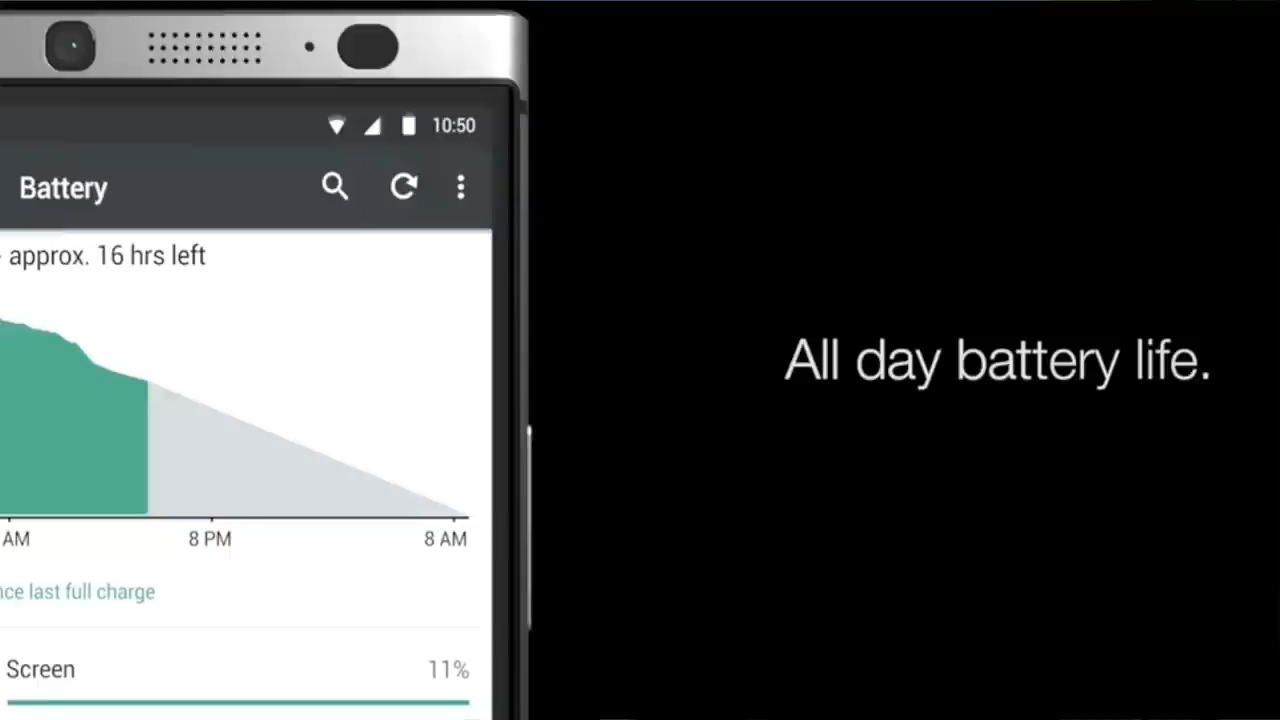 10:50
Battery
approx. 16 hrs left
AM
8 PM
8 AM
nce last full charge
Screen
11%
All day battery life.